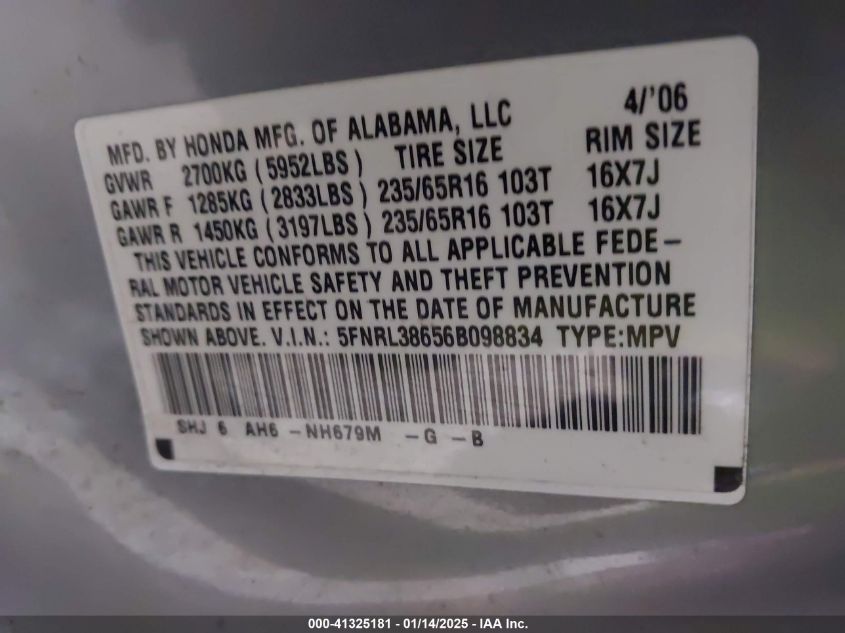 MFD. BY HONDA MFG. OF ALABAMA, LLC 4/'06
GVWR 2700KG (5952LBS) TIRE SIZE RIM SIZE
GAWR F 1285KG (2833LBS) 235/65R16 103T 16X7J
GAWR R 1450KG (3197LBS) 235/65R16 103T 16X7J
THIS VEHICLE CONFORMS TO ALL APPLICABLE FEDE-
RAL MOTOR VEHICLE SAFETY AND THEFT PREVENTION
STANDARDS IN EFFECT ON THE DATE OF MANUFACTURE
SHOWN ABOVE. V.I.N.: 5FNRL38656B098834 TYPE:MPV
SHJ 6 AH6 -NH679M -G -B
000-41325181 - 01/14/2025 - IAA Inc.